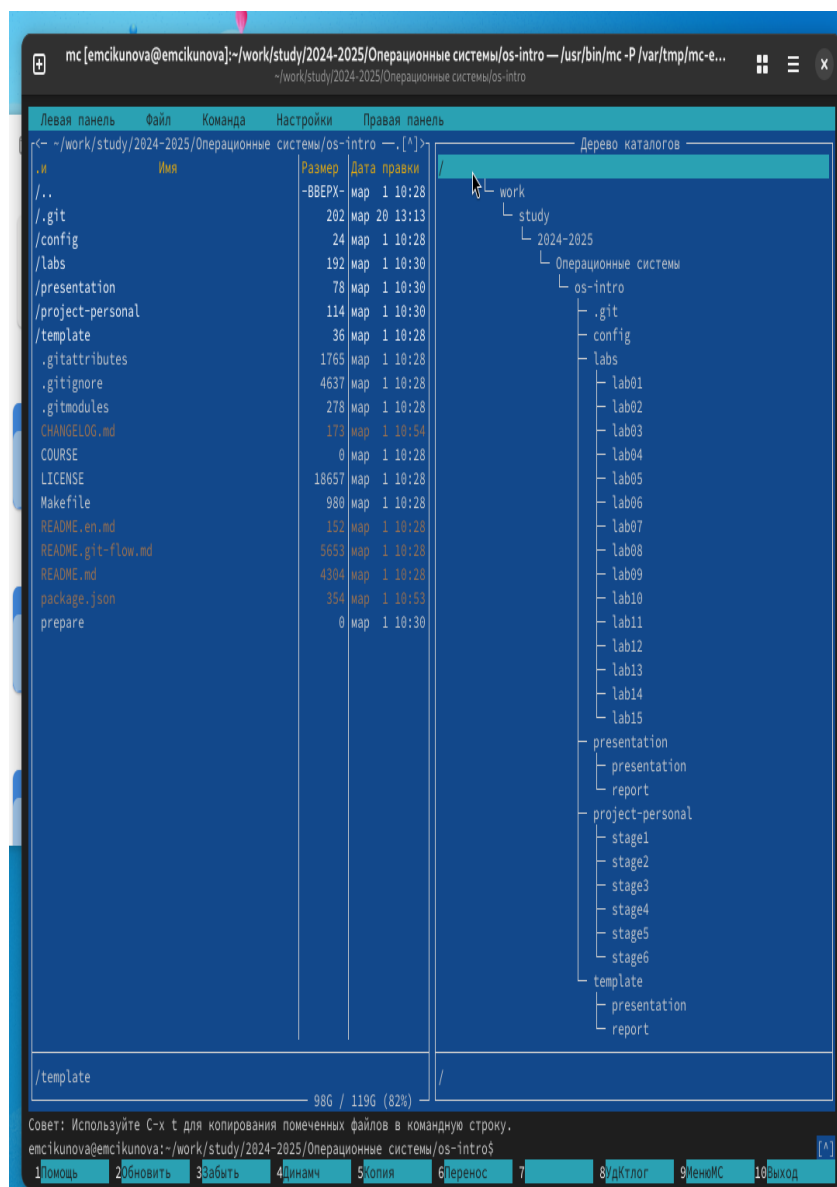 mc [emcikunova@emcikunova]:~/work/study/2024-2025/Операционные системы/os-intro — /usr/bin/mc -P /var/tmp/mc-e...
~/work/study/2024-2025/Операционные системы/os-intro
Левая панель Файл Команда Настройки Правая панель
<— ~/work/study/2024-2025/Операционные системы/os-intro —.[^]>
.и Имя Размер Дата правки
/.. -ВВЕРХ- мар 1 10:28
/.git 202 мар 20 13:13
/config 24 мар 1 10:28
/labs 192 мар 1 10:30
/presentation 78 мар 1 10:30
/project-personal 114 мар 1 10:30
/template 36 мар 1 10:28
.gitattributes 1765 мар 1 10:28
.gitignore 4637 мар 1 10:28
.gitmodules 278 мар 1 10:28
CHANGELOG.md 173 мар 1 10:54
COURSE 0 мар 1 10:28
LICENSE 18657 мар 1 10:28
Makefile 980 мар 1 10:28
README.en.md 152 мар 1 10:28
README.git-flow.md 5653 мар 1 10:28
README.md 4304 мар 1 10:28
package.json 354 мар 1 10:53
prepare 0 мар 1 10:30
/template
98G / 119G (82%)
Дерево каталогов
/
work
study
2024-2025
Операционные системы
os-intro
.git
config
labs
lab01
lab02
lab03
lab04
lab05
lab06
lab07
lab08
lab09
lab10
lab11
lab12
lab13
lab14
lab15
presentation
presentation
report
project-personal
stage1
stage2
stage3
stage4
stage5
stage6
template
presentation
report
/
Совет: Используйте C-x t для копирования помеченных файлов в командную строку.
emcikunova@emcikunova:~/work/study/2024-2025/Операционные системы/os-intro$ [^]
1Помощь 2Обновить 3Забыть 4Динамч 5Копия 6Перенос 7 8УдКтлог 9МенюMC 10Выход